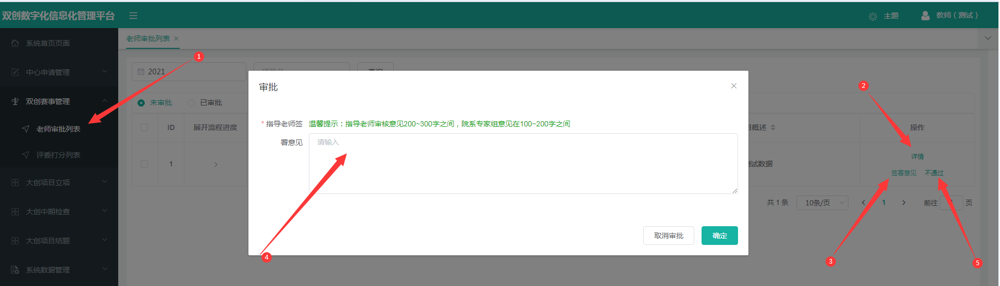 双创数字化信息化管理平台
主题
教师（测试）
系统首页页面
中心申请管理
双创赛事管理
老师审批列表
评委打分列表
大创项目立项
大创中期检查
大创项目结题
系统数据管理
老师审批列表
1
2021
未审批
已审批
ID
展开流程进度
目概述
操作
1
测试数据
详情
签署意见 不通过
共 1 条
10条/页
1
前往
页
审批
* 指导老师签
署意见
温馨提示：指导老师审核意见200~300字之间，院系专家组意见在100~200字之间
请输入
取消审批
确定
2
3
4
5